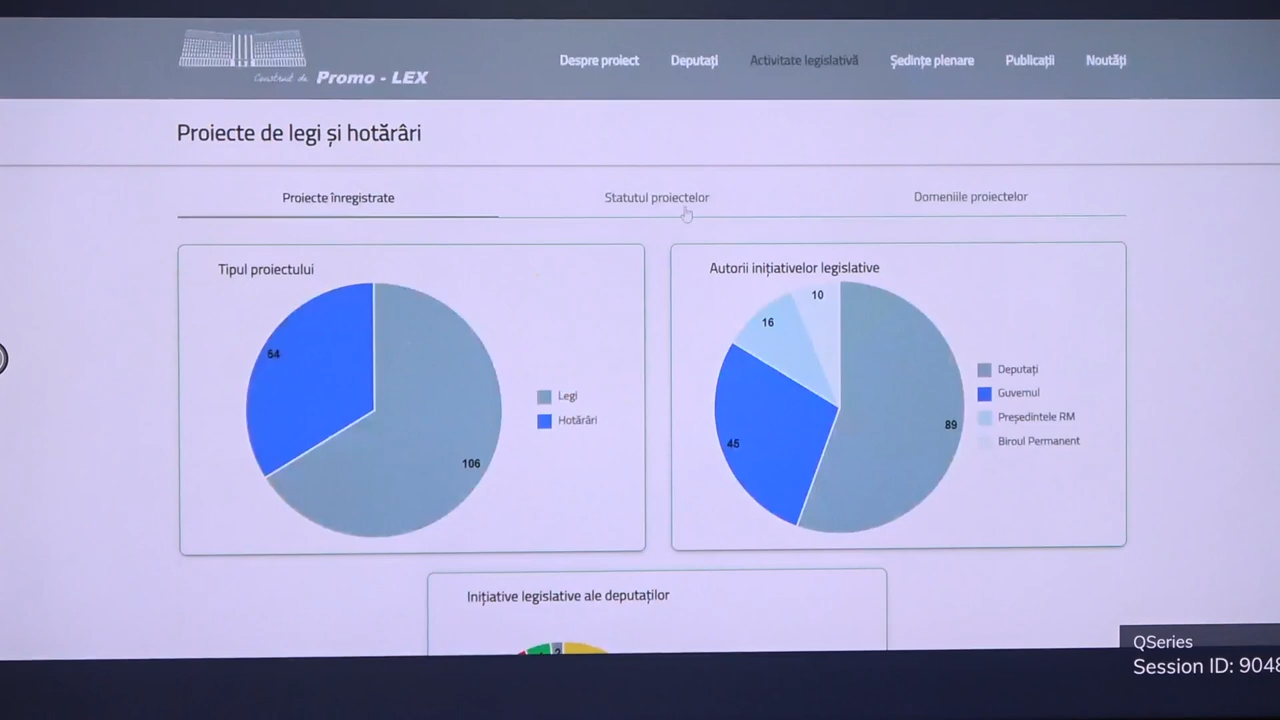 Construit de Promo - LEX
Despre proiect Deputați Activitate legislativă Ședințe plenare Publicații Noutăți
Proiecte de legi și hotărâri
Proiecte înregistrate Statutul proiectelor Domeniile proiectelor
Tipul proiectului
54
106
Legi
Hotărâri
Autorii inițiativelor legislative
10
16
45
89
Deputați
Guvernul
Președintele RM
Biroul Permanent
Inițiative legislative ale deputaților
2
QSeries
Session ID: 9048